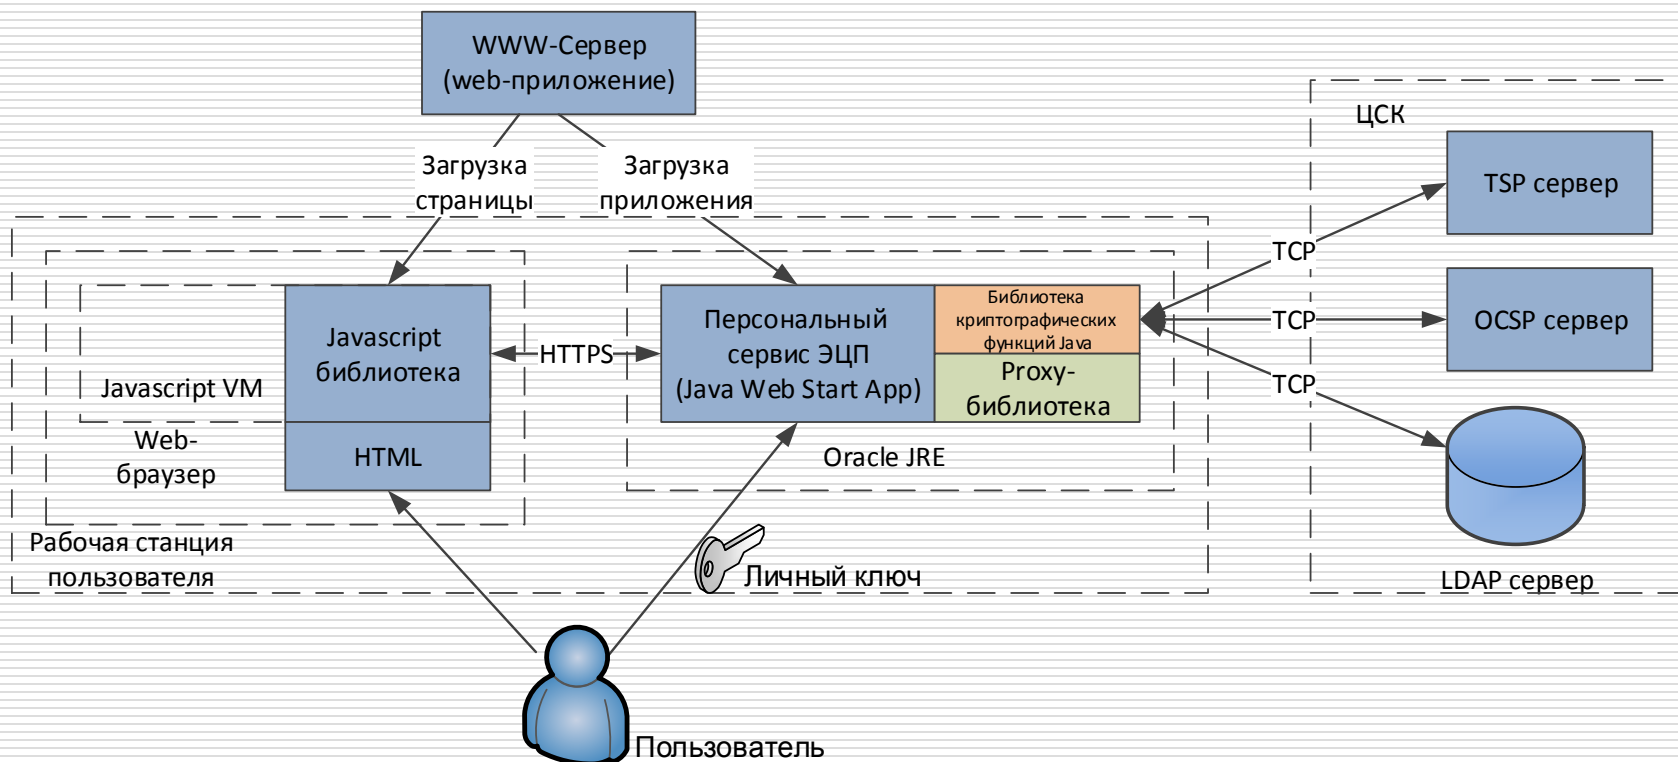 WWW-Сервер
(web-приложение)
ЦСК
Загрузка
страницы
Загрузка
приложения
TSP сервер
TCP
Javascript
библиотека
Javascript VM
HTTPS
Персональный
сервис ЭЦП
(Java Web Start App)
Библиотека
криптографических
функций Java
Proxy-
библиотека
TCP
OCSP сервер
TCP
Web-
браузер
HTML
Oracle JRE
Рабочая станция
пользователя
Личный ключ
LDAP сервер
Пользователь